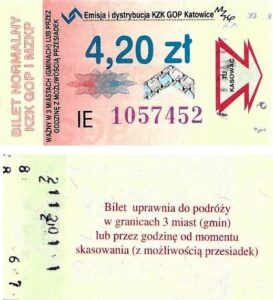 BILET NORMALNY
KZK GOP i MZKP
WAŻNY W 3 MIASTACH (GMINACH) LUB PRZEZ
GODZINĘ Z MOŻLIWOŚCIĄ PRZESIADEK
Emisja i dystrybucja KZK GOP Katowice
4,20 zł
TU
KASOWAĆ
IE 1057452
Bilet uprawnia do podróży
w granicach 3 miast (gmin)
lub przez godzinę od momentu
skasowania (z możliwością przesiadek)